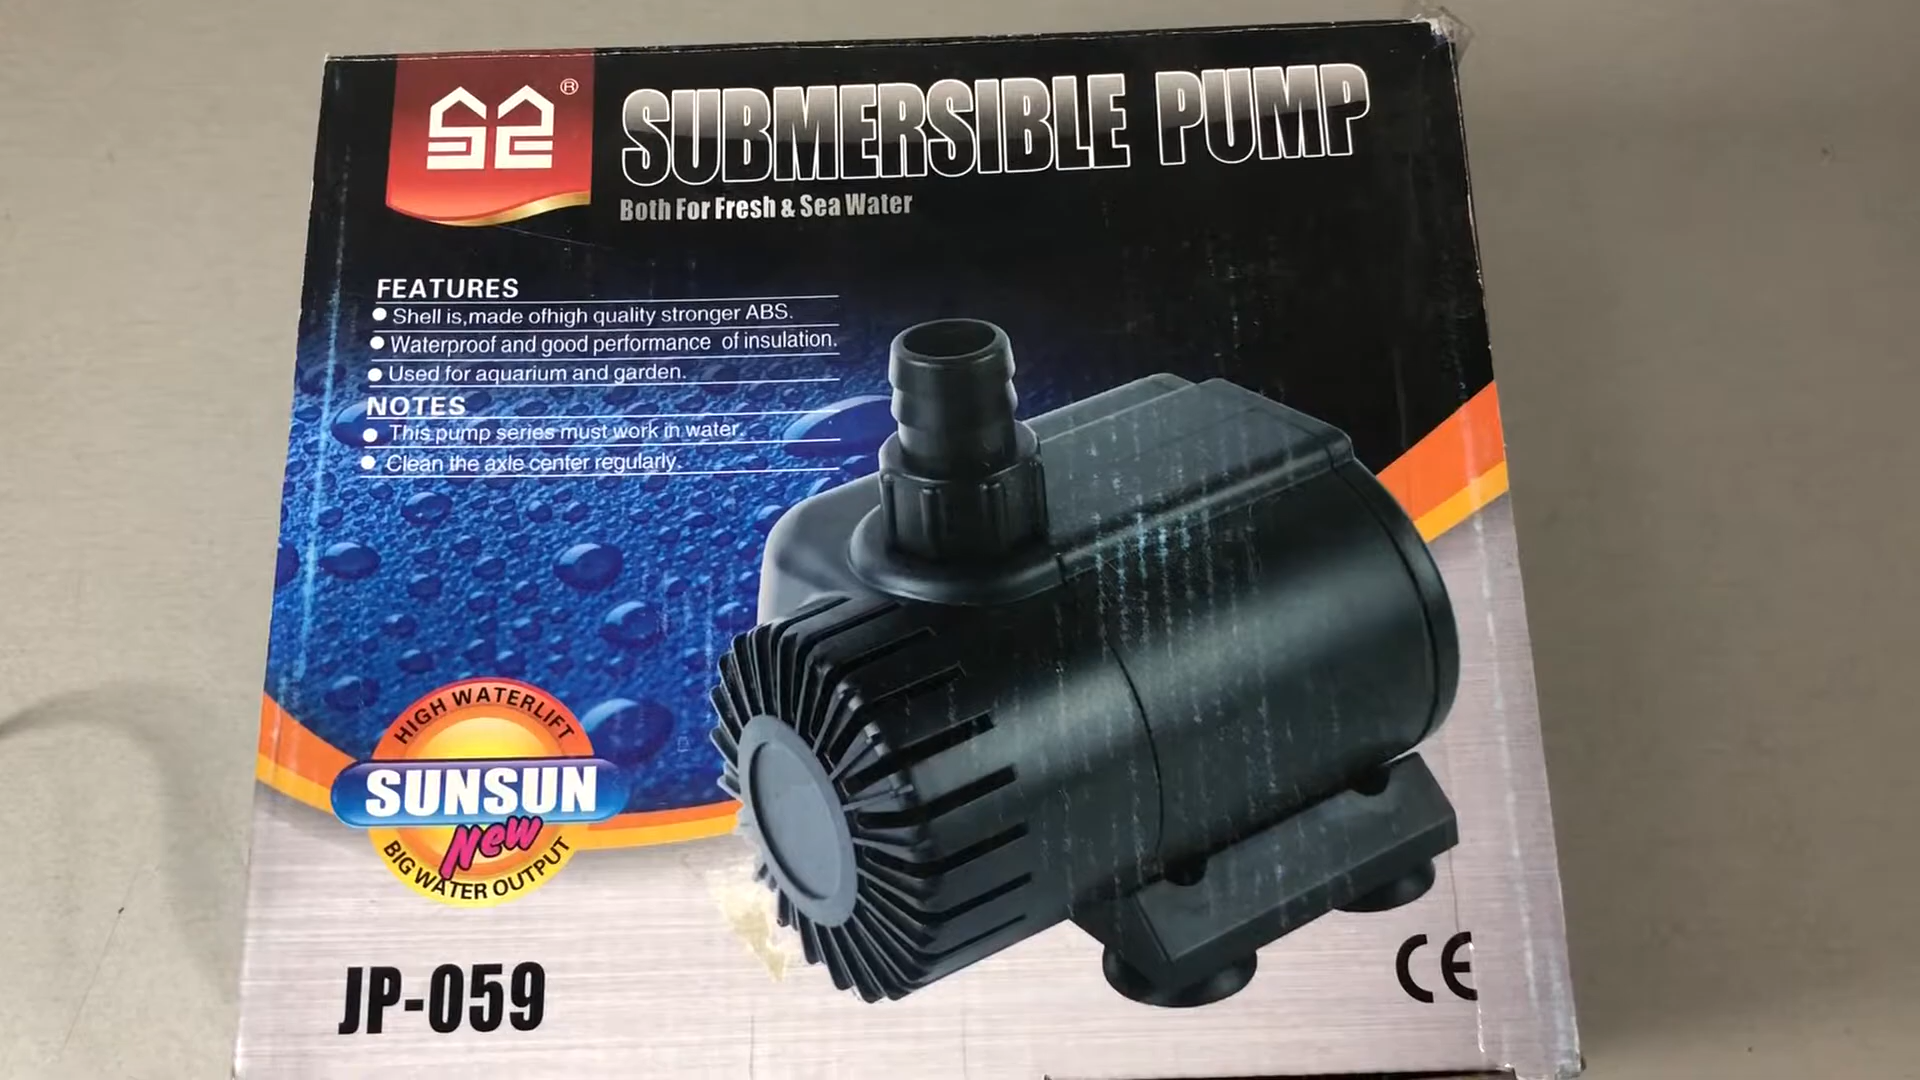 ®
SUBMERSIBLE PUMP
Both For Fresh & Sea Water
FEATURES
● Shell is,made ofhigh quality stronger ABS.
● Waterproof and good performance of insulation.
● Used for aquarium and garden.
NOTES
● This pump series must work in water.
● Clean the axle center regularly.
HIGH WATERLIFT
SUNSUN
New
BIG WATER OUTPUT
JP-059
CE